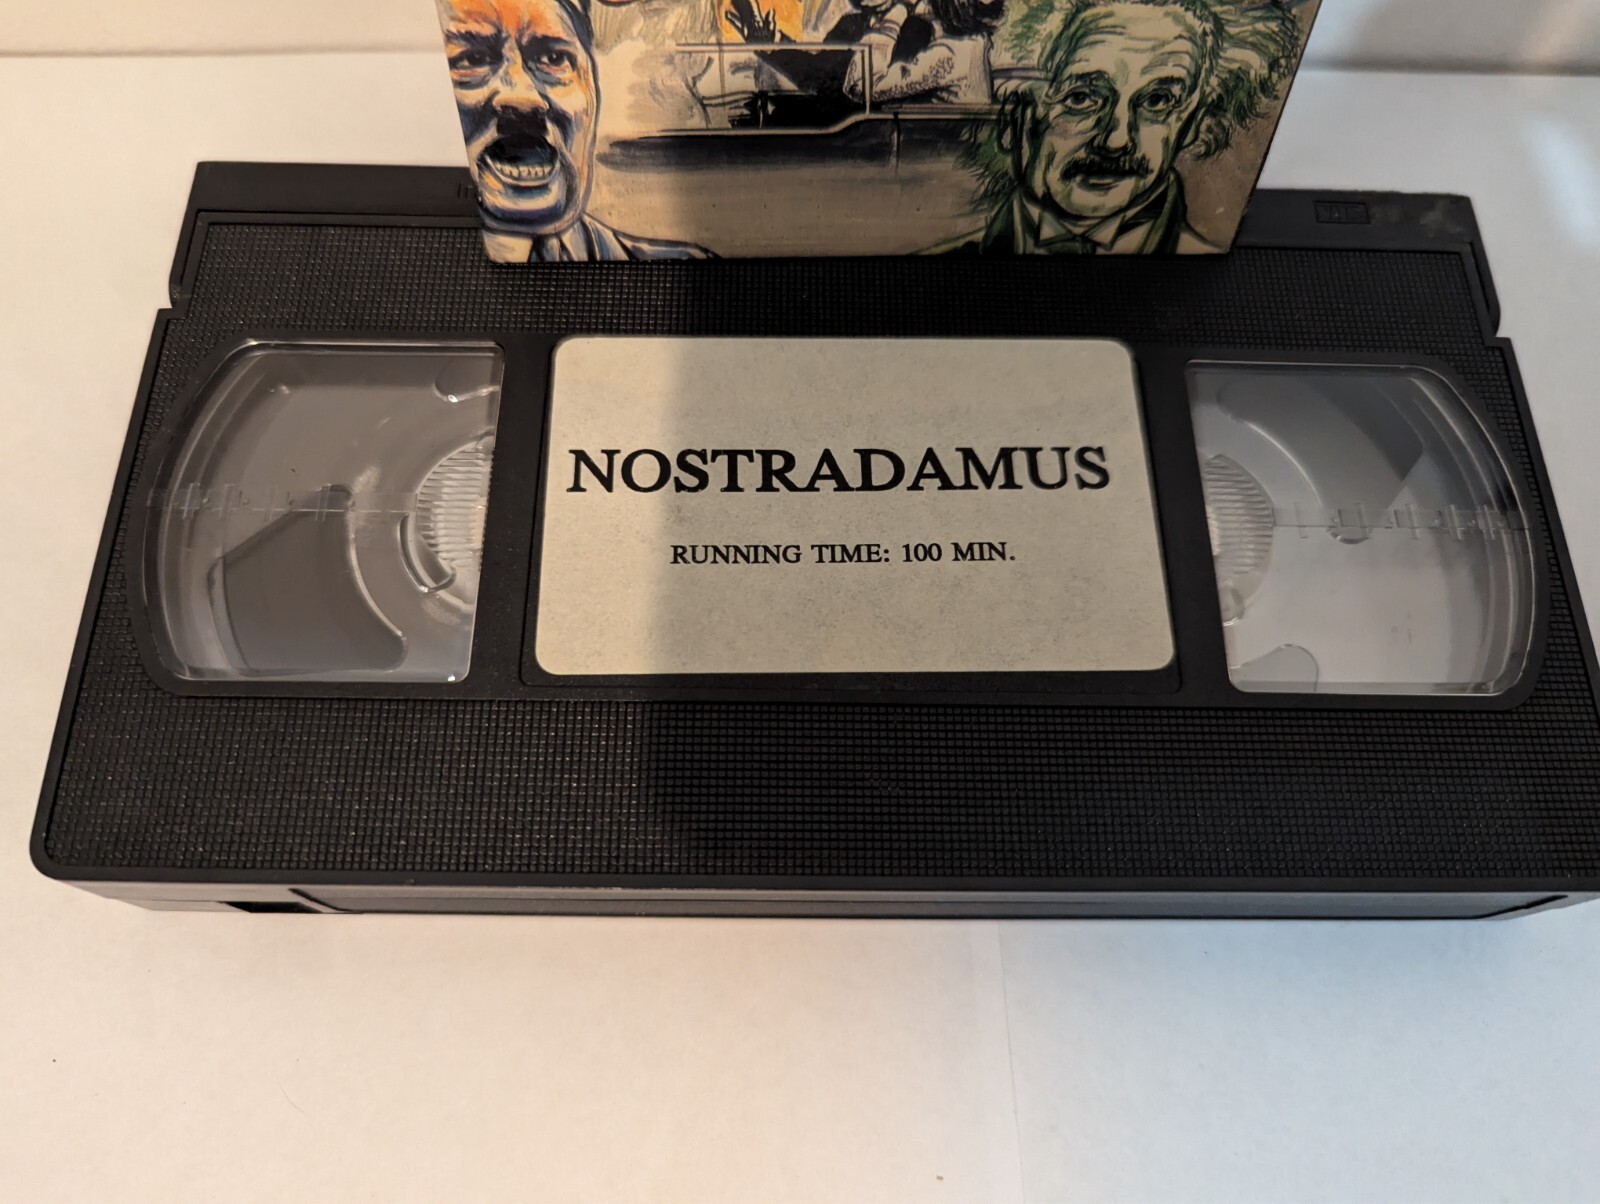 NOSTRADAMUS
RUNNING TIME: 100 MIN.